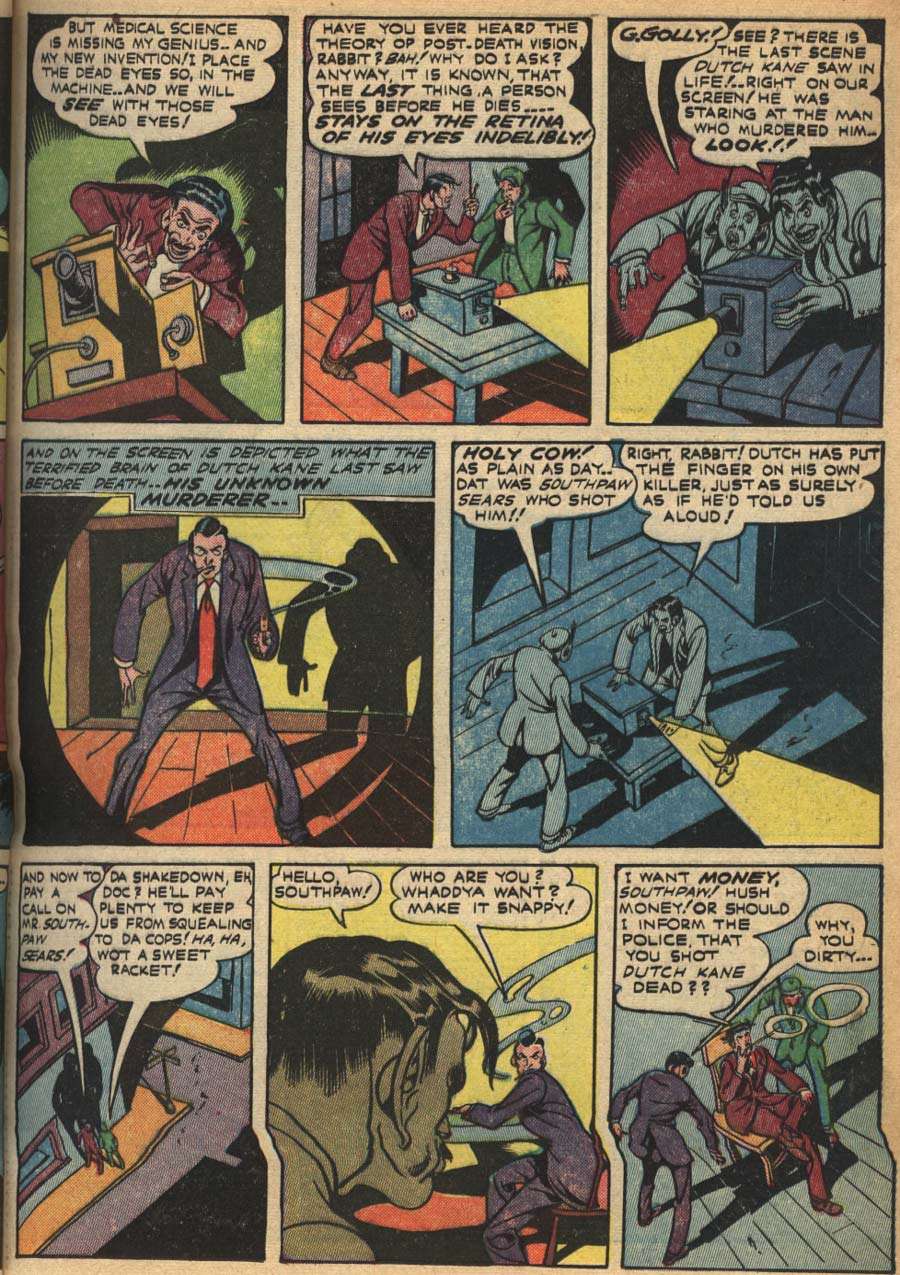 BUT MEDICAL SCIENCE
IS MISSING MY GENIUS.. AND
MY NEW INVENTION! I PLACE
THE DEAD EYES SO, IN THE
MACHINE.. AND WE WILL
SEE WITH THOSE
DEAD EYES!
HAVE YOU EVER HEARD THE
THEORY OF POST-DEATH VISION,
RABBIT? BAH! WHY DO I ASK?
ANYWAY, IT IS KNOWN, THAT
THE LAST THING A PERSON
SEES BEFORE HE DIES....
STAYS ON THE RETINA
OF HIS EYES INDELIBLY!
G.GOLLY!
SEE? THERE IS
THE LAST SCENE
DUTCH KANE SAW IN
LIFE!..RIGHT ON OUR
SCREEN! HE WAS
STARING AT THE MAN
WHO MURDERED HIM..
LOOK!!!
AND ON THE SCREEN IS DEPICTED WHAT THE
TERRIFIED BRAIN OF DUTCH KANE LAST SAW
BEFORE DEATH...HIS UNKNOWN
MURDERER..
HOLY COW!
AS PLAIN AS DAY..
DAT WAS SOUTHPAW
SEARS WHO SHOT
HIM!!
RIGHT, RABBIT! DUTCH HAS PUT
THE FINGER ON HIS OWN
KILLER, JUST AS SURELY
AS IF HE'D TOLD US
ALOUD!
AND NOW TO
PAY A
CALL ON
MR. SOUTH-
PAW
SEARS!
DA SHAKEDOWN, EH,
DOC? HE'LL PAY
PLENTY TO KEEP
US FROM SQUEALING
TO DA COPS! HA, HA,
WOT A SWEET
RACKET!
HELLO,
SOUTHPAW!
WHO ARE YOU?
WHADDYA WANT?
MAKE IT SNAPPY!
I WANT MONEY,
SOUTHPAW! HUSH
MONEY! OR SHOULD
I INFORM THE
POLICE, THAT
YOU SHOT
DUTCH KANE
DEAD??
WHY,
YOU
DIRTY...